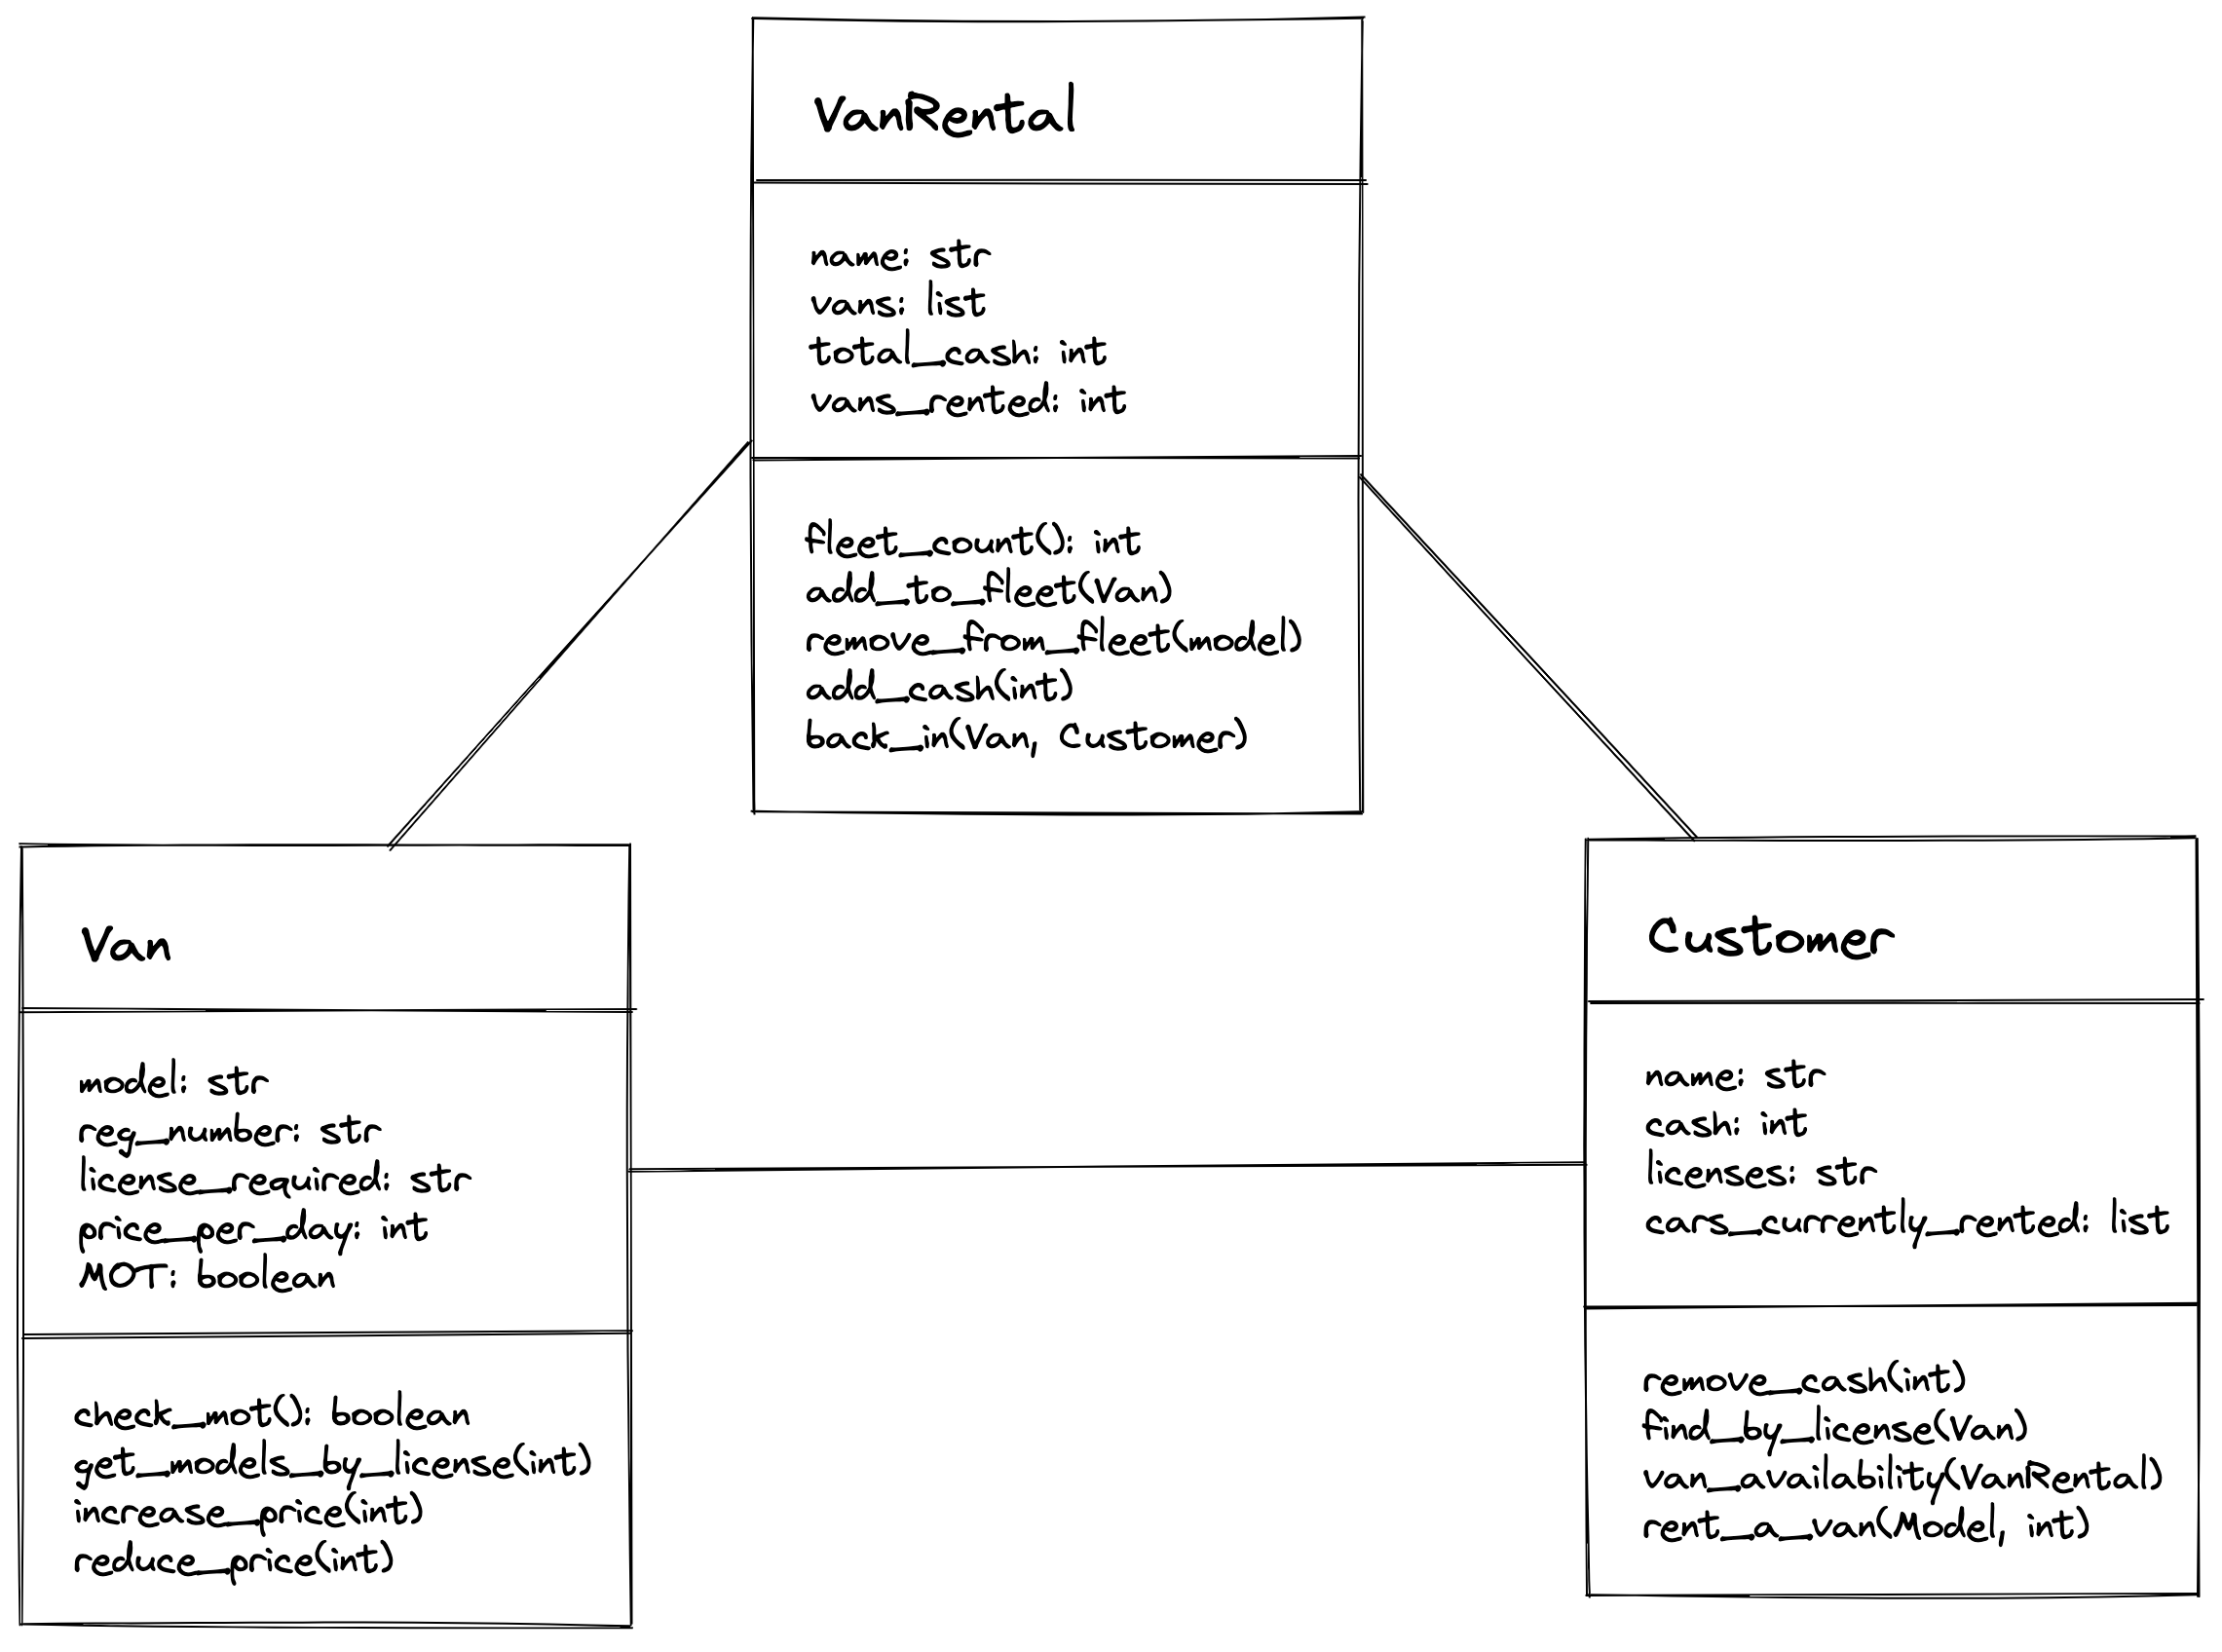 VanRental
name: str
vans: list
total_cash: int
vans_rented: int
fleet_count(): int
add_to_fleet(Van)
remove_from_fleet(model)
add_cash(int)
back_in(Van, Customer)
Van
model: str
reg_number: str
license_required: str
price_per_day: int
MOT: boolean
check_mot(): boolean
get_models_by_license(int)
increase_price(int)
reduce_price(int)
Customer
name: str
cash: int
licenses: str
cars_currently_rented: list
remove_cash(int)
find_by_license(Van)
van_availability(VanRental)
rent_a_van(Model, int)